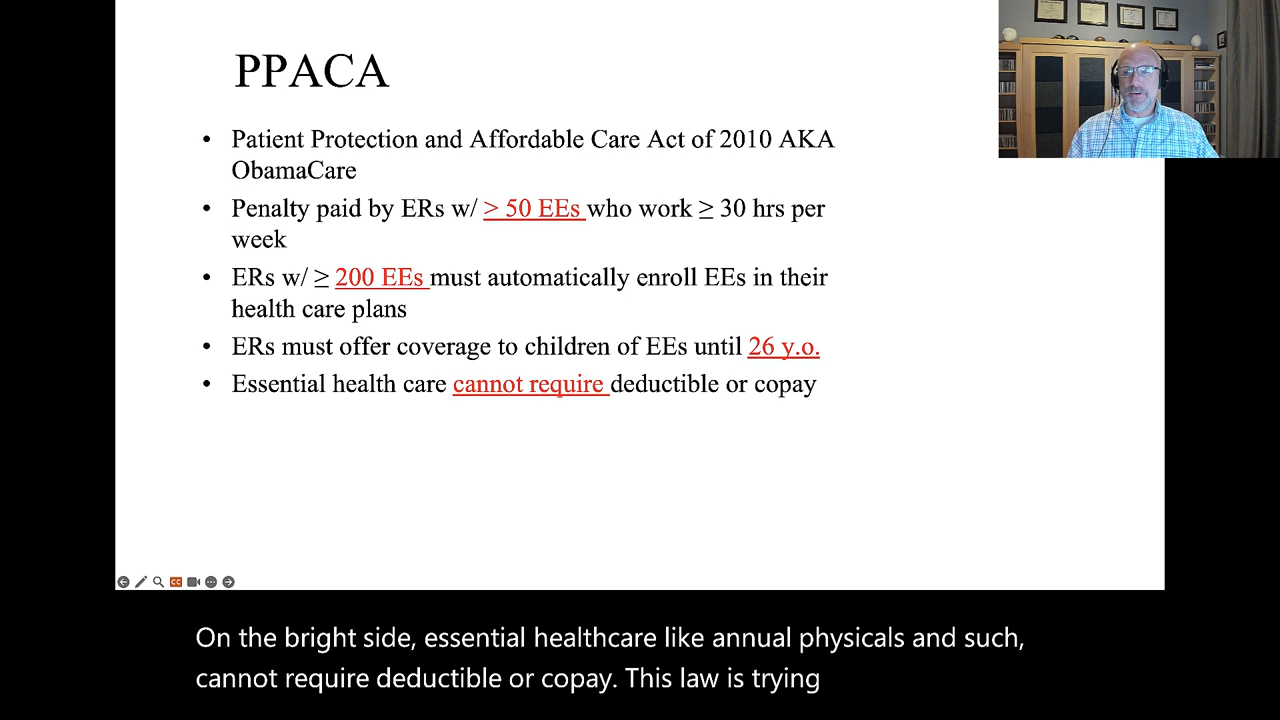 PPACA
• Patient Protection and Affordable Care Act of 2010 AKA
ObamaCare
• Penalty paid by ERs w/ > 50 EEs who work ≥ 30 hrs per
week
• ERs w/ ≥ 200 EEs must automatically enroll EEs in their
health care plans
• ERs must offer coverage to children of EEs until 26 y.o.
• Essential health care cannot require deductible or copay
CC
On the bright side, essential healthcare like annual physicals and such,
cannot require deductible or copay. This law is trying